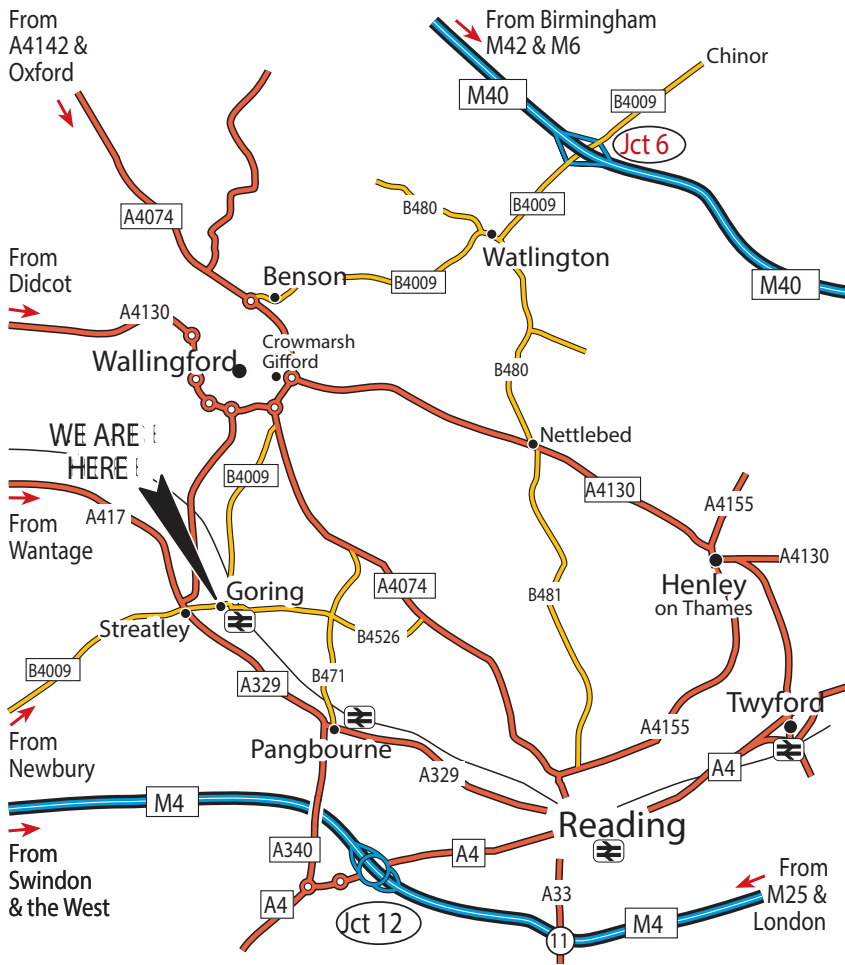 From
A4142 &
Oxford
From Birmingham
M42 & M6
Chinor
M40
B4009
Jct 6
A4074
B480
B4009
Watlington
From
Didcot
Benson
B4009
M40
A4130
Crowmarsh
Gifford
Wallingford
B480
WE ARE
HERE
Nettlebed
B4009
A4130
A4155
A417
From
Wantage
A4130
A4074
Henley
on Thames
Goring
B481
Streatley
B4526
B4009
A329
B471
Twyford
A4155
From
Newbury
Pangbourne
A329
A4
M4
Reading
From
Swindon
& the West
A340
A4
From
M25 &
London
A33
A4
Jct 12
M4
11